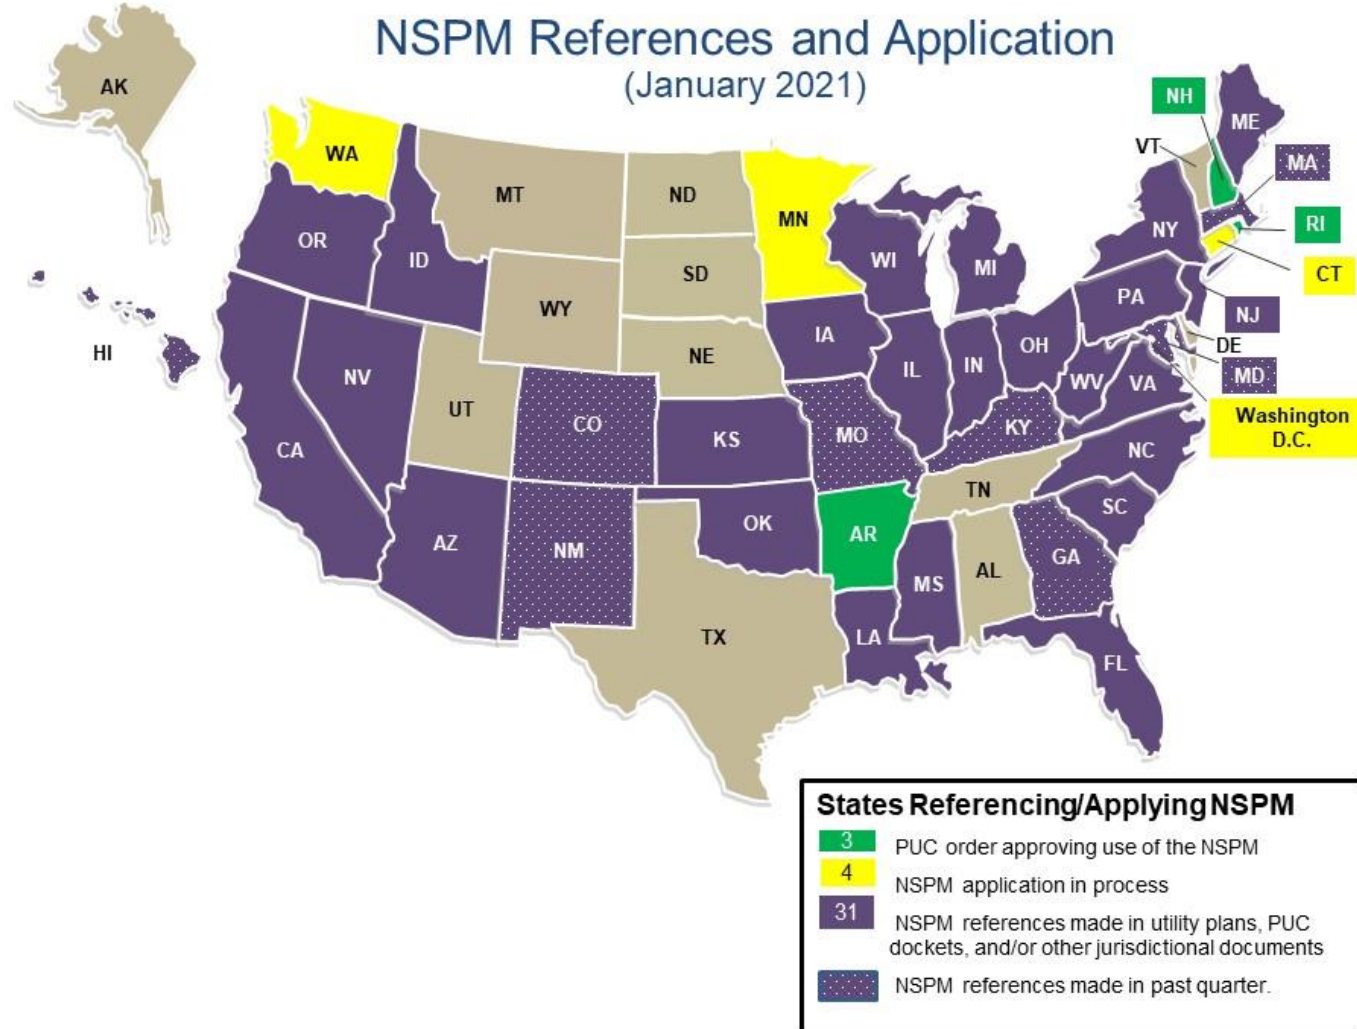 NSPM References and Application
(January 2021)
AK
WA
MT
ND
MN
VT
NH
ME
MA
OR
ID
SD
WI
MI
NY
RI
CT
WY
PA
NJ
HI
NV
UT
NE
IA
IL
IN
OH
DE
MD
CA
CO
KS
MO
WV
VA
KY
Washington
D.C.
NC
TN
AZ
NM
OK
AR
SC
MS
AL
GA
TX
LA
FL
States Referencing/Applying NSPM
3 PUC order approving use of the NSPM
4 NSPM application in process
31 NSPM references made in utility plans, PUC
dockets, and/or other jurisdictional documents
NSPM references made in past quarter.